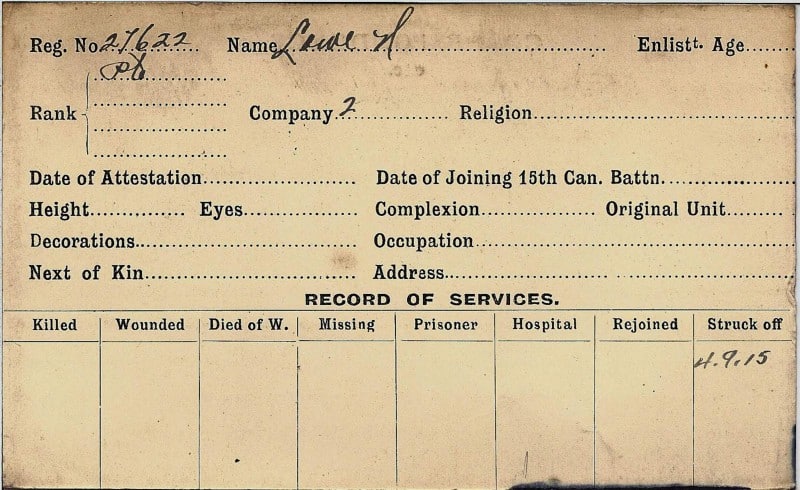 Reg. No. 27622 Name Lowe H Enlistt. Age
Pte
Rank Company 2 Religion
Date of Attestation Date of Joining 15th Can. Battn.
Height Eyes Complexion Original Unit
Decorations Occupation
Next of Kin Address
RECORD OF SERVICES.
Killed Wounded Died of W. Missing Prisoner Hospital Rejoined Struck off
4.9.15